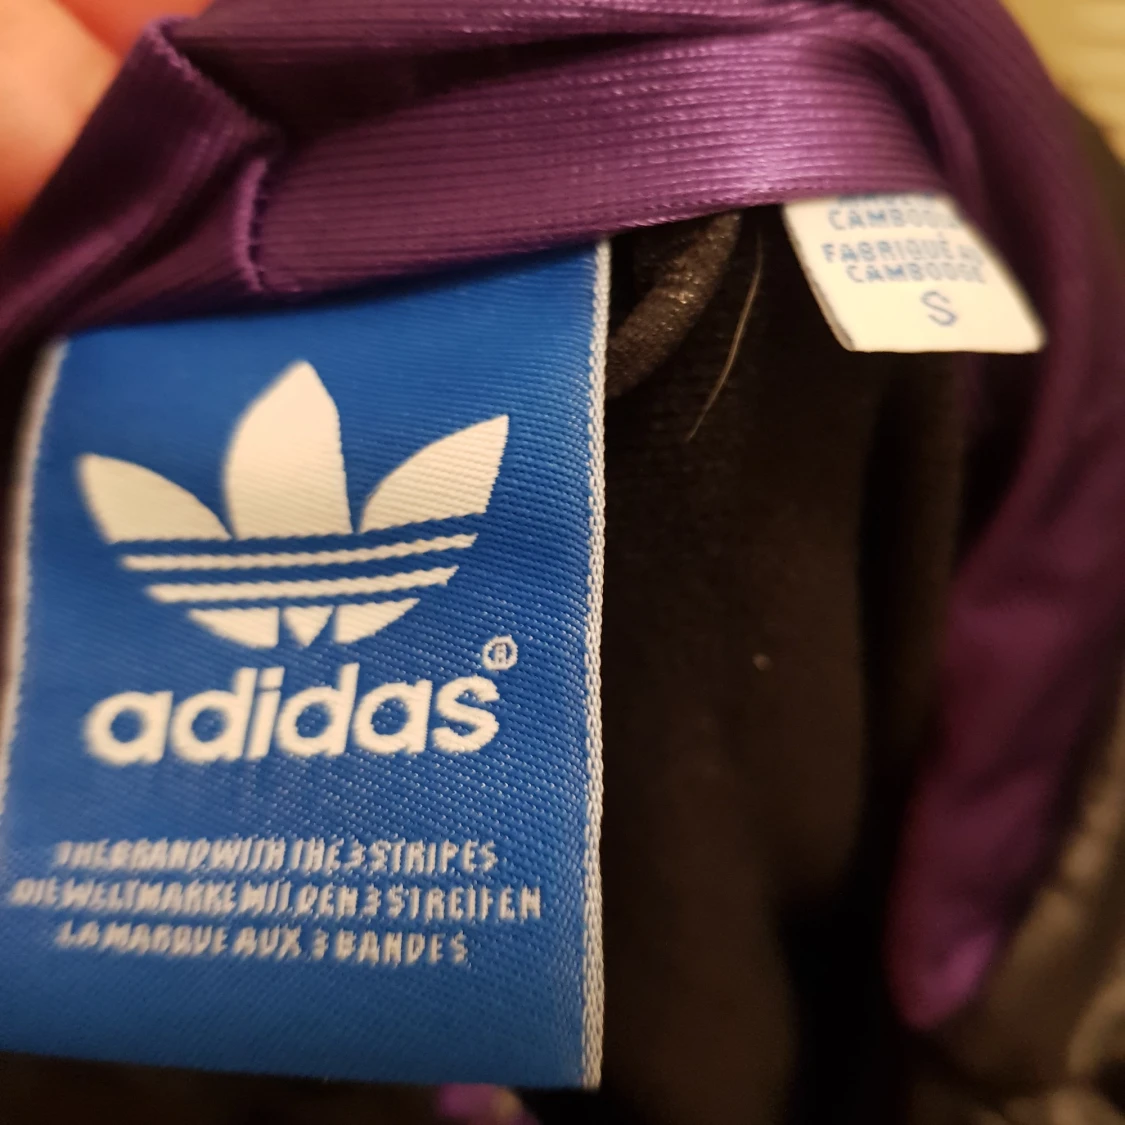 adidas®
THE BRAND WITH THE 3 STRIPES
DIE WELTMARKE MIT DEN 3 STREIFEN
LA MARQUE AUX 3 BANDES
CAMBODGE
FABRIQUÉ AU
CAMBODGE
S